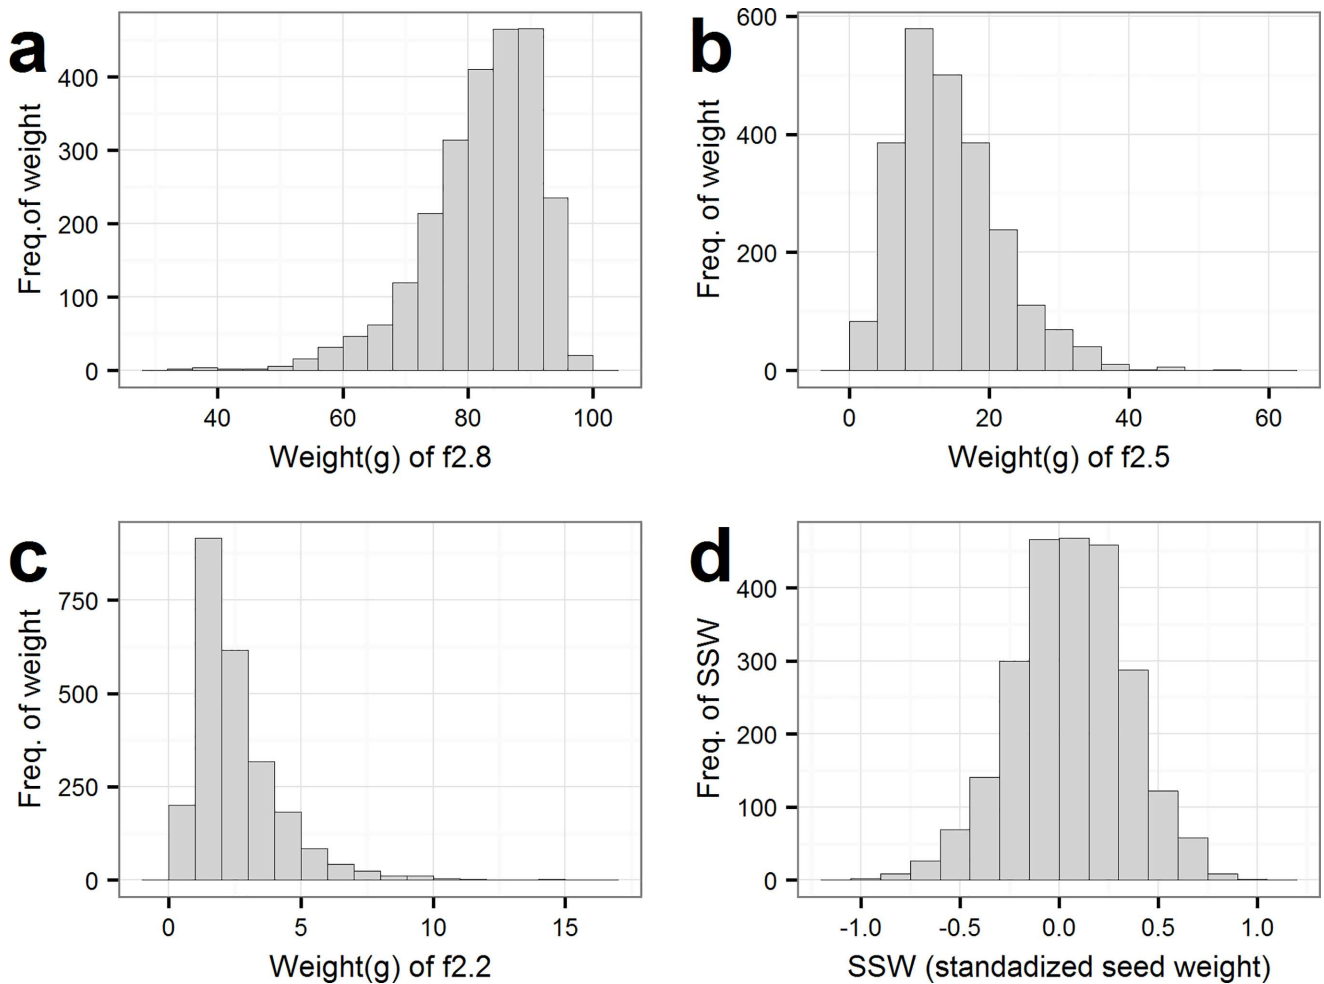 a
Freq.of weight
400
300
200
100
0
40 60 80 100
Weight(g) of f2.8
b
Freq. of weight
600
400
200
0
0 20 40 60
Weight(g) of f2.5
c
Freq. of weight
750
500
250
0
0 5 10 15
Weight(g) of f2.2
d
Freq. of SSW
400
300
200
100
0
-1.0 -0.5 0.0 0.5 1.0
SSW (standadized seed weight)